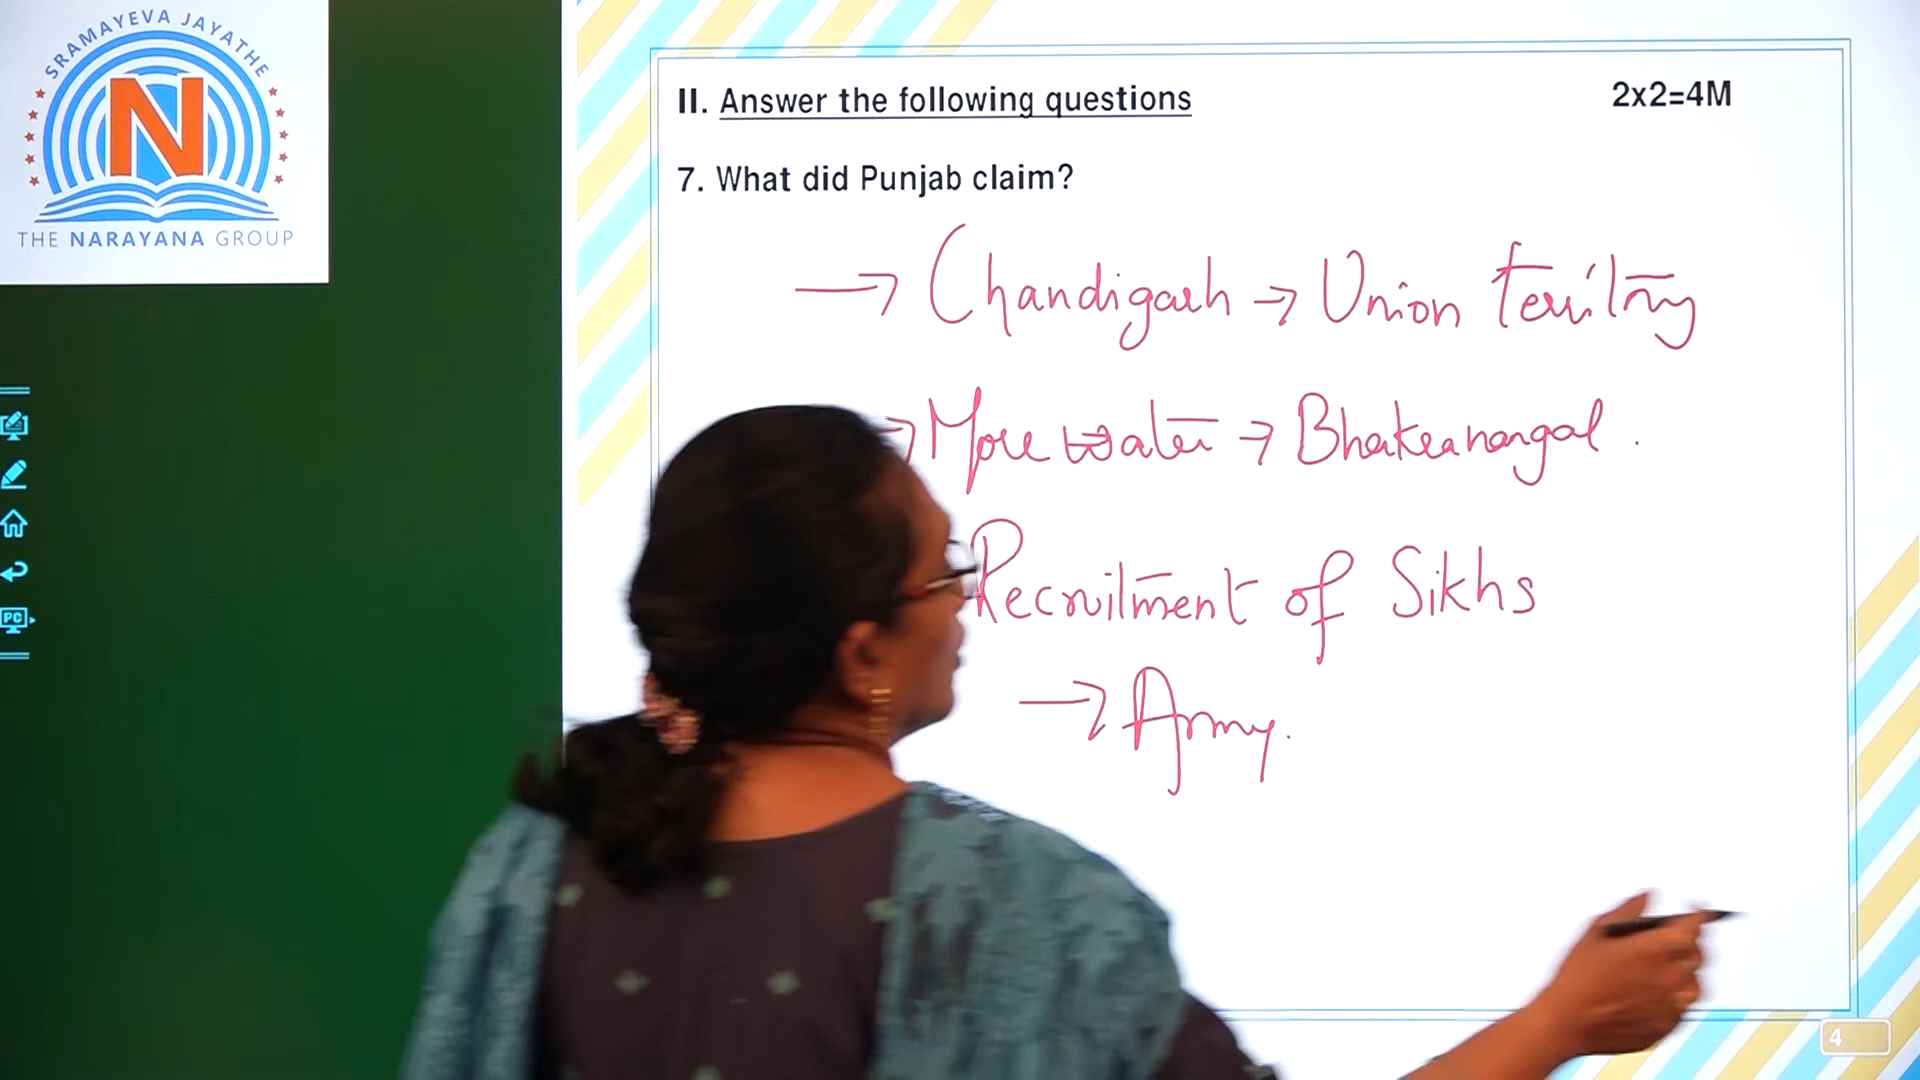 SRAMAYEVA JAYATHE
N
THE NARAYANA GROUP
PC
II. Answer the following questions 2x2=4M
7. What did Punjab claim?
→ Chandigarh → Union Territory
→ More water → Bhakranangal.
Recruitment of Sikhs
→ Army.
4